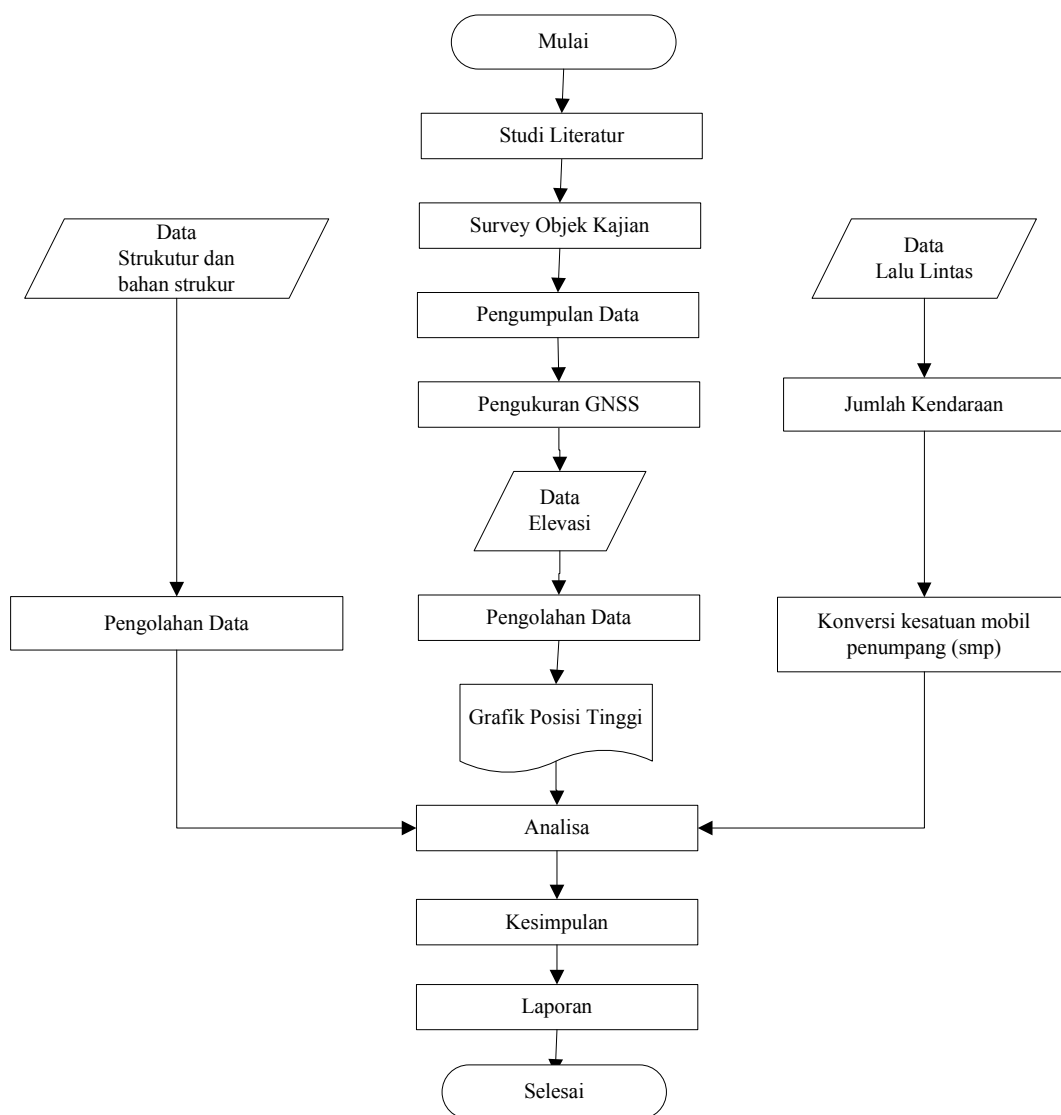 Mulai
Studi Literatur
Survey Objek Kajian
Data
Strukutur dan
bahan strukur
Data
Lalu Lintas
Pengumpulan Data
Pengukuran GNSS
Jumlah Kendaraan
Data
Elevasi
Pengolahan Data
Pengolahan Data
Konversi kesatuan mobil
penumpang (smp)
Grafik Posisi Tinggi
Analisa
Kesimpulan
Laporan
Selesai